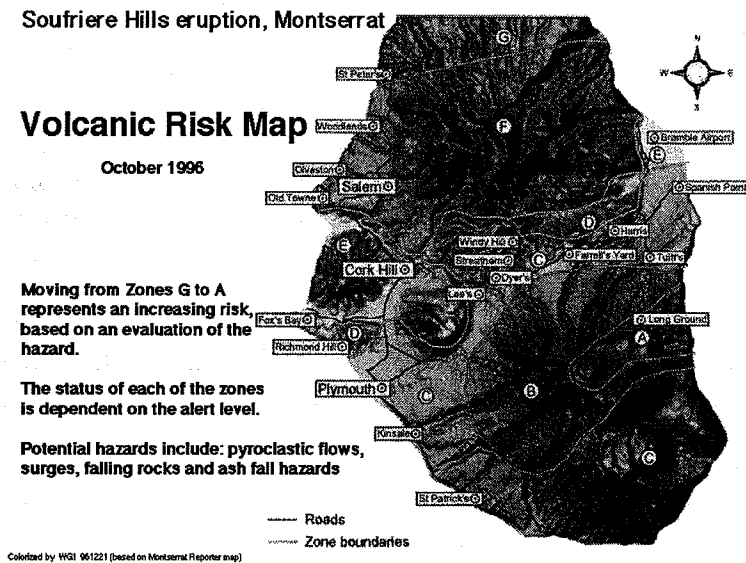 Soufriere Hills eruption, Montserrat
G
N
St Peter's
W
E
S
Volcanic Risk Map
Woodlands
F
Bramble Airport
October 1996
E
Olveston
Salem
Spanish Point
Old Towne
D
Harris
E
Windy Hill
C
Farrell's Yard
Tuitt's
Cork Hill
Streatham
Dyer's
Lee's
Moving from Zones G to A
represents an increasing risk,
based on an evaluation of the
hazard.
Fox's Bay
D
Long Ground
A
Richmond Hill
The status of each of the zones
is dependent on the alert level.
Plymouth
C
B
Kinsale
Potential hazards include: pyroclastic flows,
surges, falling rocks and ash fall hazards
C
St Patrick's
Roads
Zone boundaries
Colorized by WG1 961221 (based on Montserrat Reporter map)